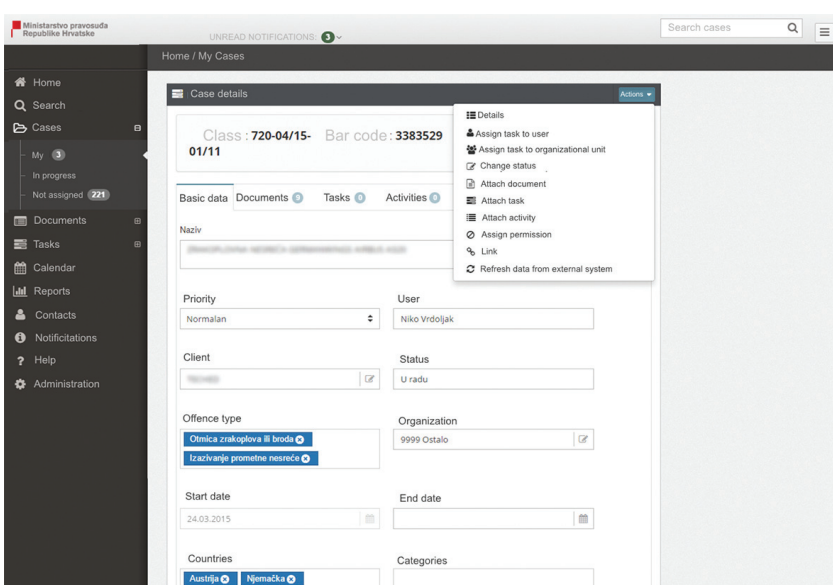 Ministarstvo pravosuđa
Republike Hrvatske
UNREAD NOTIFICATIONS: 3
Search cases
Home / My Cases
Home
Search
Cases
My 3
In progress
Not assigned 221
Documents
Tasks
Calendar
Reports
Contacts
Notificitations
Help
Administration
Case details
Actions
Class : 720-04/15-01/11
Bar code: 3383529
Details
Assign task to user
Assign task to organizational unit
Change status
Attach document
Attach task
Attach activity
Assign permission
Link
Refresh data from external system
Basic data
Documents
Tasks 0
Activities 0
Naziv
Priority
Normalan
User
Niko Vrdoljak
Client
Status
U radu
Offence type
Otmica zrakoplova ili broda
Izazivanje prometne nesreće
Organization
9999 Ostalo
Start date
24.03.2015
End date
Countries
Austrija
Njemačka
Categories